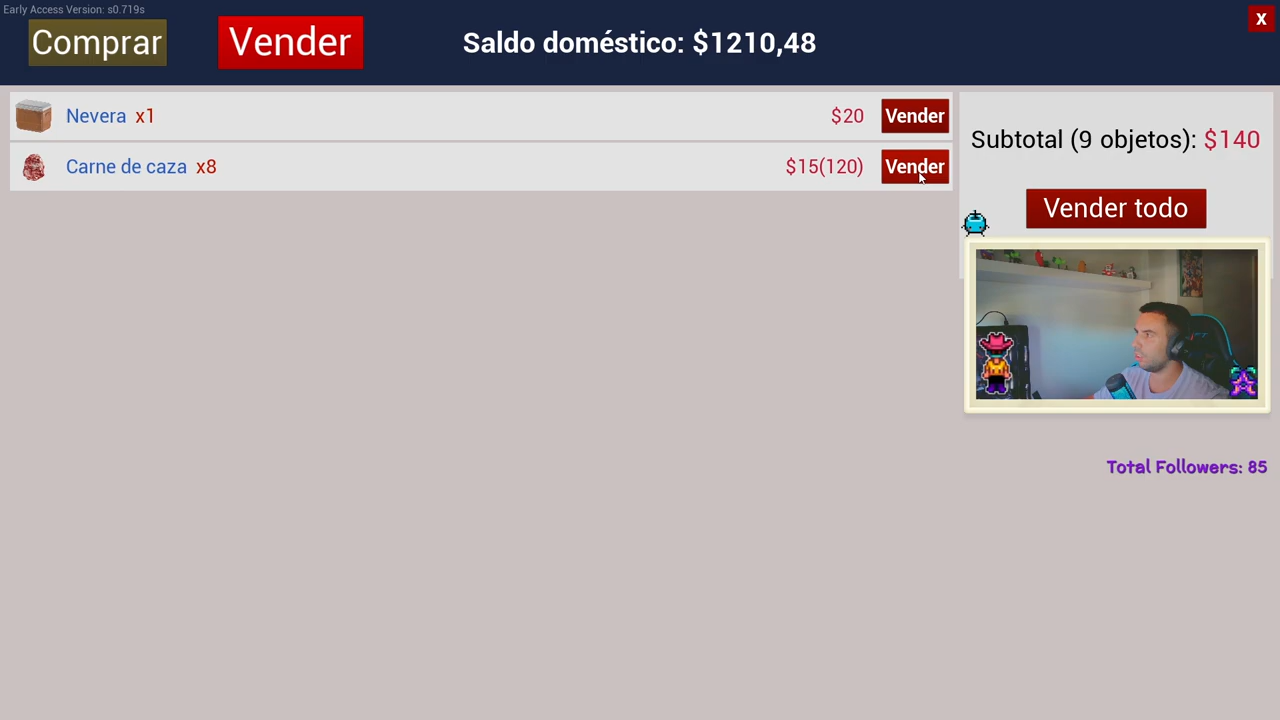 Early Access Version: s0.719s
Comprar
Vender
Saldo doméstico: $1210,48
X
Nevera x1
$20
Vender
Carne de caza x8
$15(120)
Vender
Subtotal (9 objetos): $140
Vender todo
Total Followers: 85